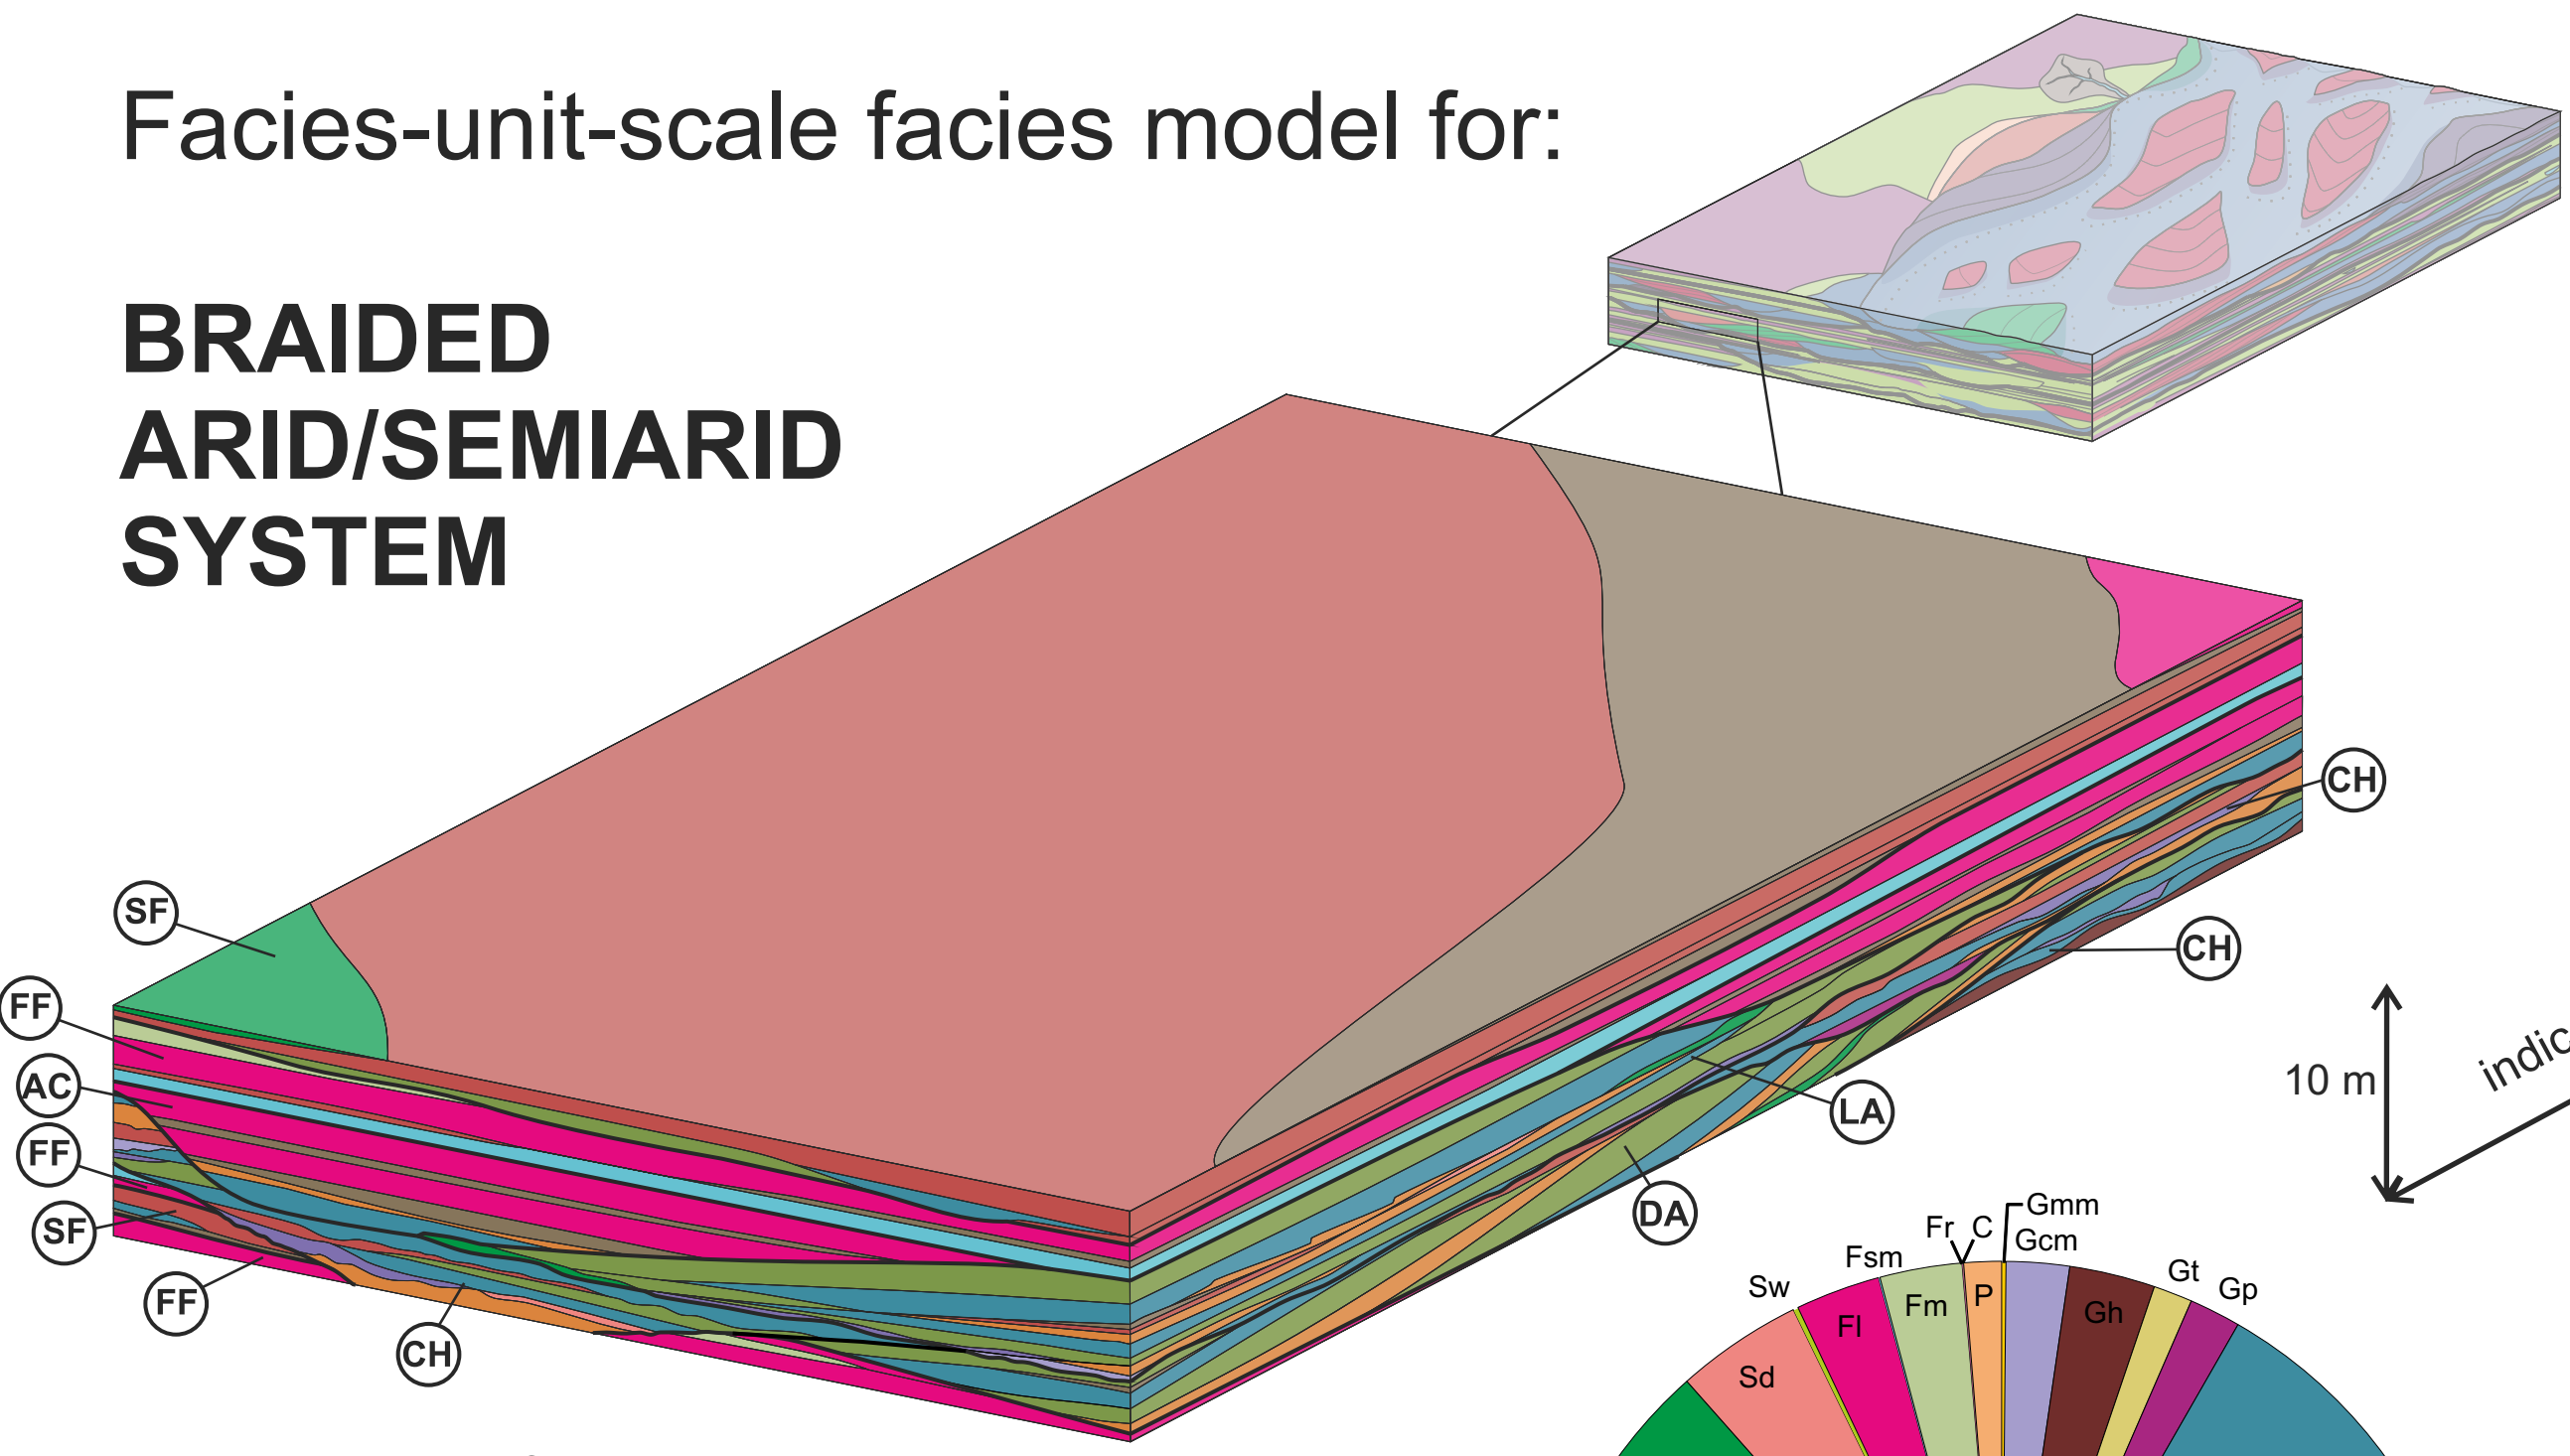 Facies-unit-scale facies model for:
BRAIDED
ARID/SEMIARID
SYSTEM
SF
FF
AC
FF
SF
FF
CH
CH
CH
LA
DA
10 m
Gmm
Fr C
Gcm
Fsm
Gt
Sw
Gp
P
Fm
Gh
Fl
Sd